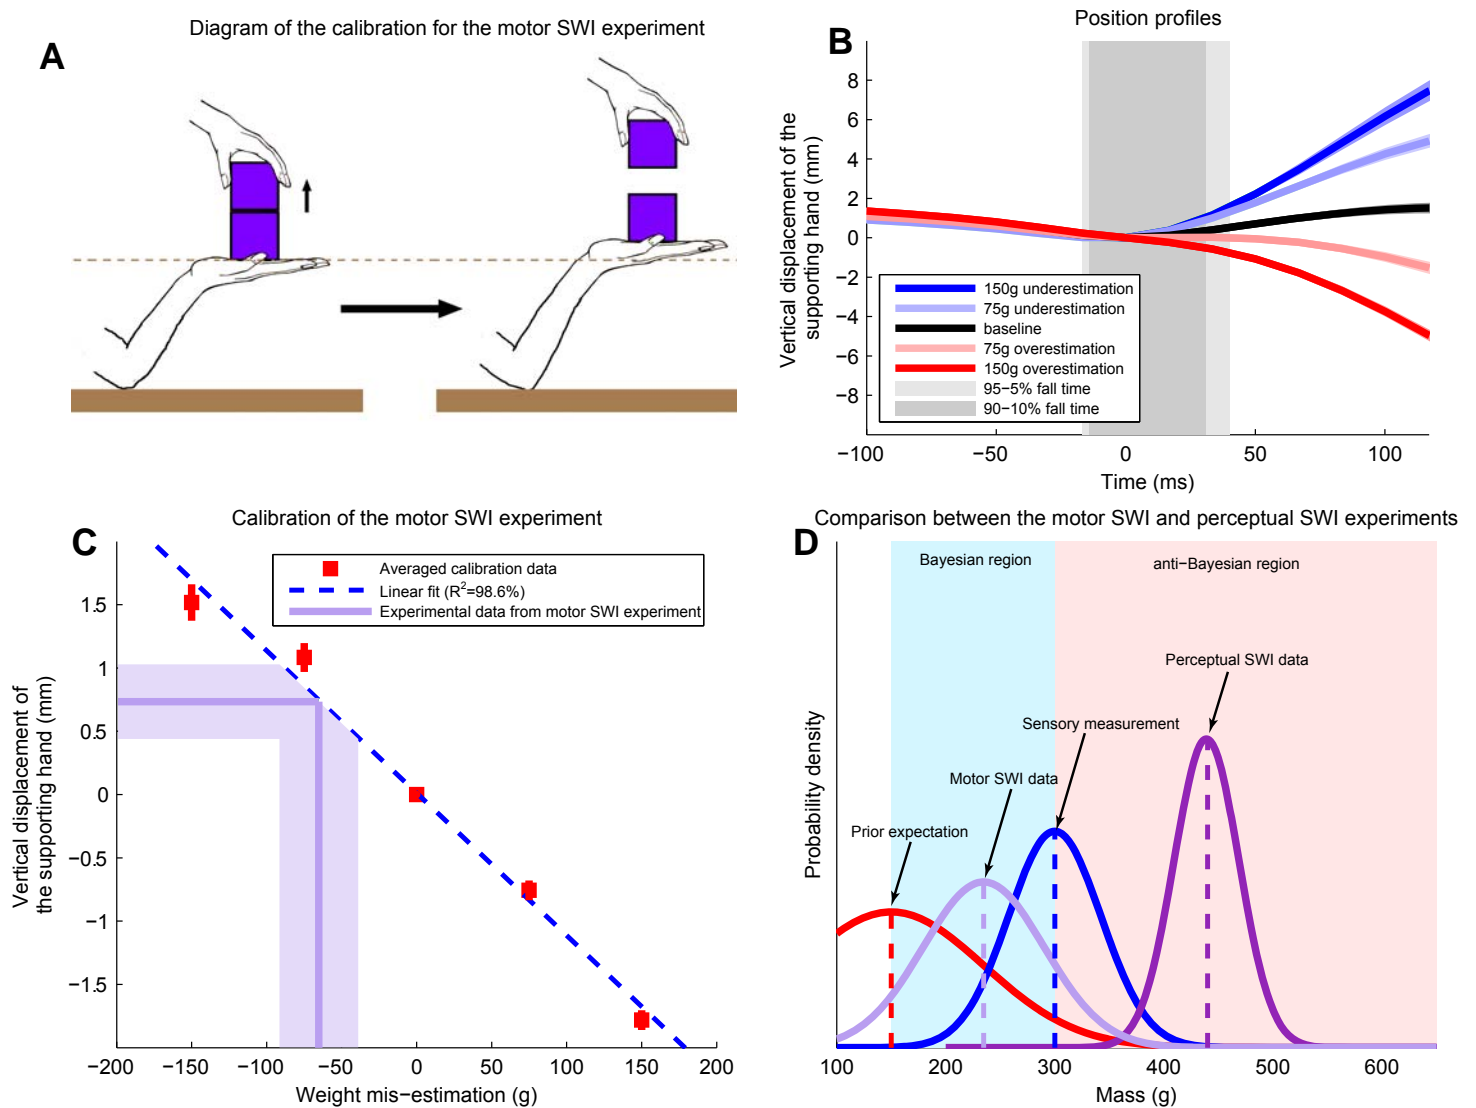 Diagram of the calibration for the motor SWI experiment
A
Position profiles
B
Vertical displacement of the
supporting hand (mm)
8
6
4
2
0
−2
−4
−6
−8
150g underestimation
75g underestimation
baseline
75g overestimation
150g overestimation
95−5% fall time
90−10% fall time
−100
−50
0
50
100
Time (ms)
Calibration of the motor SWI experiment
C
Averaged calibration data
Linear fit (R²=98.6%)
Experimental data from motor SWI experiment
Vertical displacement of
the supporting hand (mm)
1.5
1
0.5
0
−0.5
−1
−1.5
−200
−150
−100
−50
0
50
100
150
200
Weight mis−estimation (g)
Comparison between the motor SWI and perceptual SWI experiments
D
Bayesian region
anti−Bayesian region
Perceptual SWI data
Sensory measurement
Motor SWI data
Prior expectation
Probability density
100
200
300
400
500
600
Mass (g)